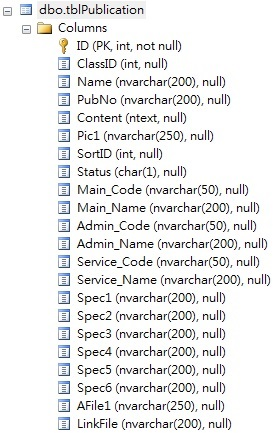 dbo.tblPublication
Columns
ID (PK, int, not null)
ClassID (int, null)
Name (nvarchar(200), null)
PubNo (nvarchar(200), null)
Content (ntext, null)
Pic1 (nvarchar(250), null)
SortID (int, null)
Status (char(1), null)
Main_Code (nvarchar(50), null)
Main_Name (nvarchar(200), null)
Admin_Code (nvarchar(50), null)
Admin_Name (nvarchar(200), null)
Service_Code (nvarchar(50), null)
Service_Name (nvarchar(200), null)
Spec1 (nvarchar(200), null)
Spec2 (nvarchar(200), null)
Spec3 (nvarchar(200), null)
Spec4 (nvarchar(200), null)
Spec5 (nvarchar(200), null)
Spec6 (nvarchar(200), null)
AFile1 (nvarchar(250), null)
LinkFile (nvarchar(200), null)